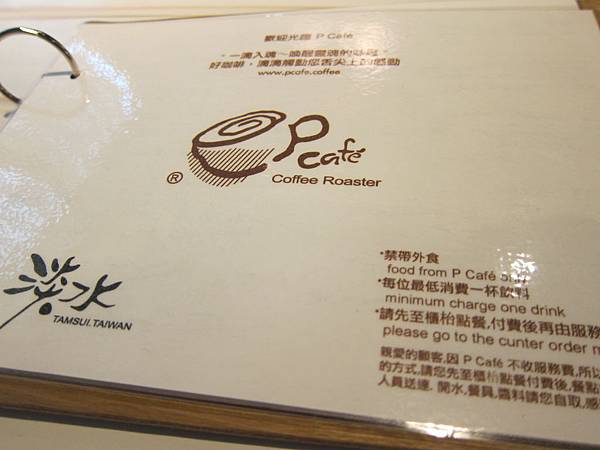 歡迎光臨 P Café
。一滴入魂～喚醒靈魂的味道。
好咖啡，滴滴觸動您舌尖上的感動
www.pcafe.coffee
P café
®
Coffee Roaster
淡水
TAMSUI.TAIWAN
*禁帶外食
food from P Café only
*每位最低消費一杯飲料
minimum charge one drink
*請先至櫃枱點餐,付費後再由服務
please go to the cunter order
親愛的顧客,因 P Café 不收服務費,所以
的方式,請您先至櫃枱點餐付費後,餐點
人員送達. 開水,餐具,醬料請您自取,感